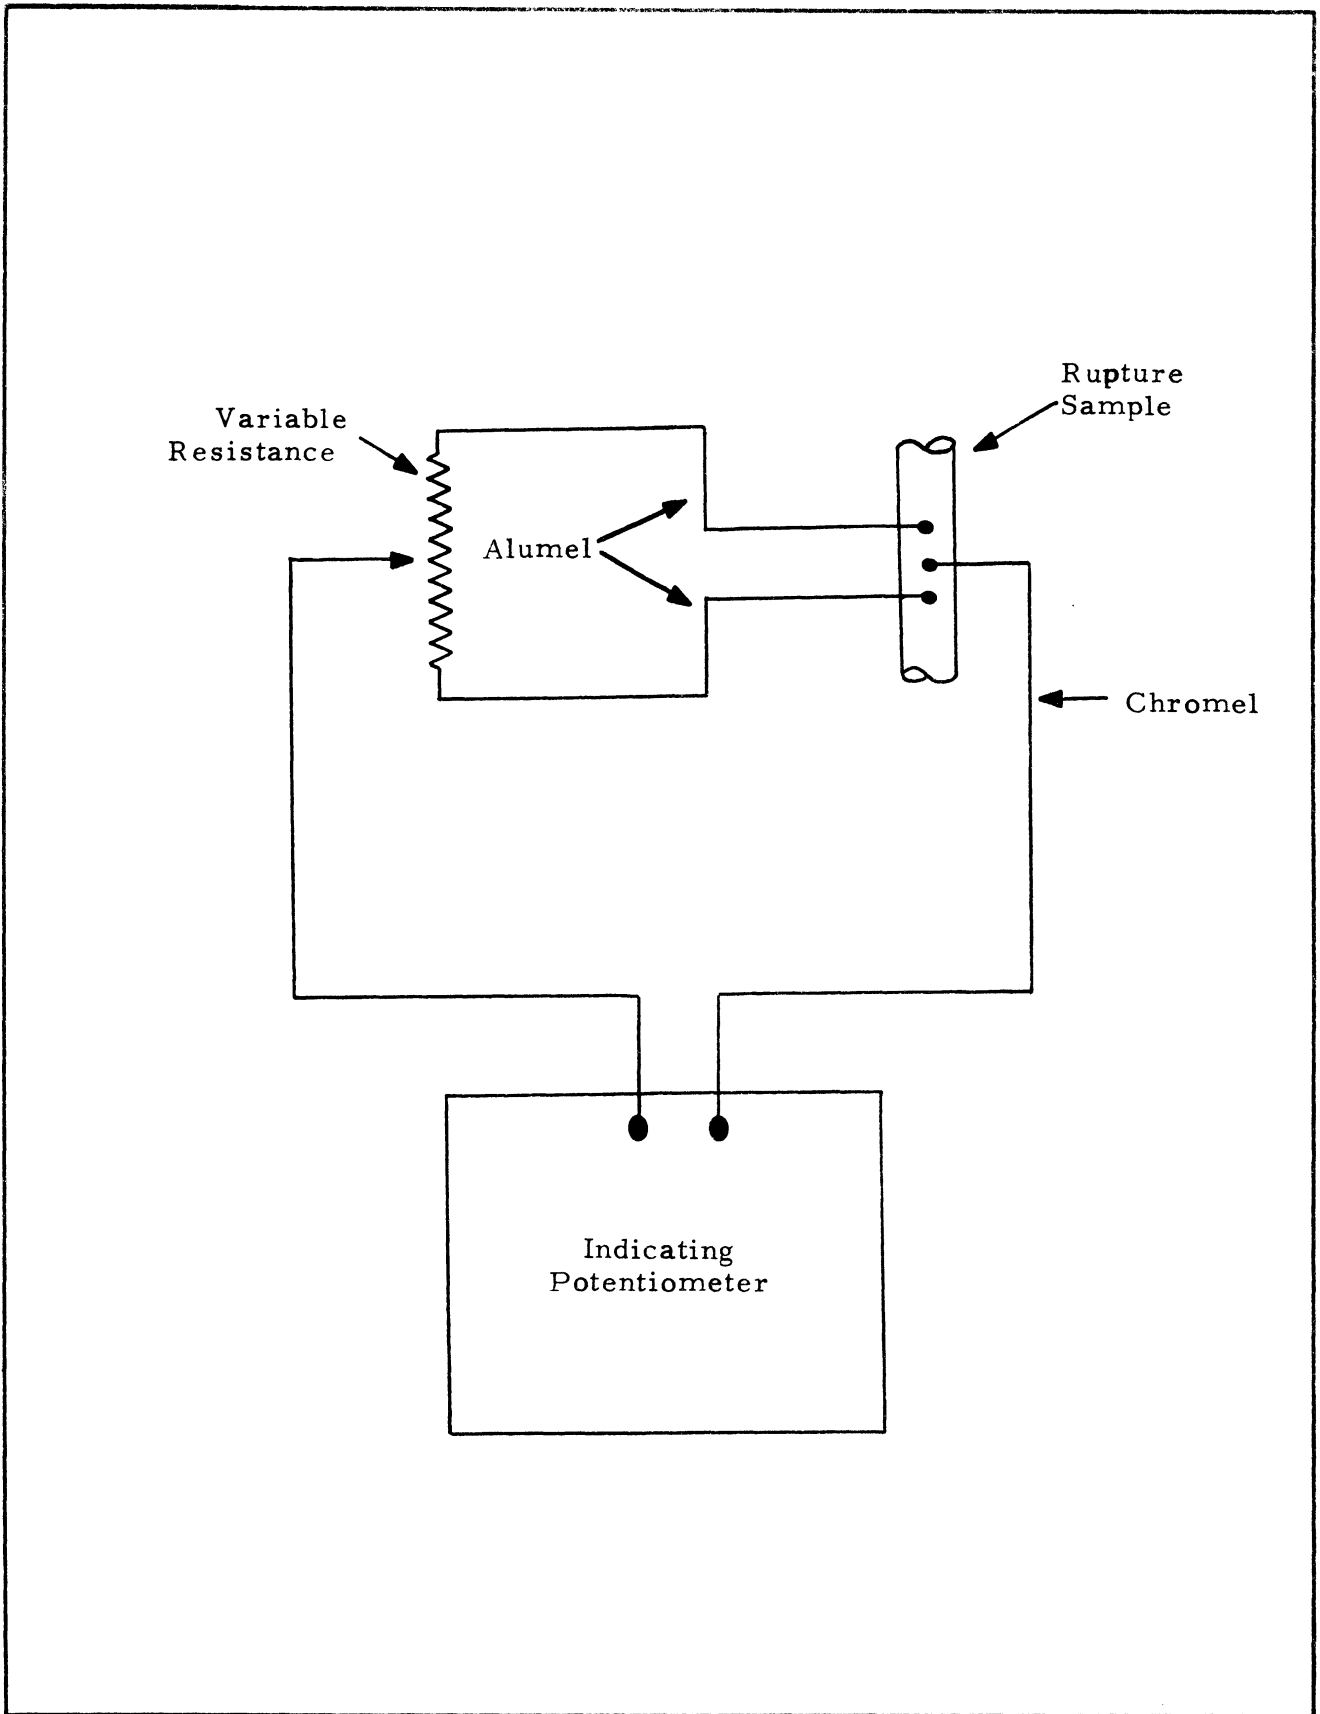 Rupture
Sample
Variable
Resistance
Alumel
Chromel
Indicating
Potentiometer